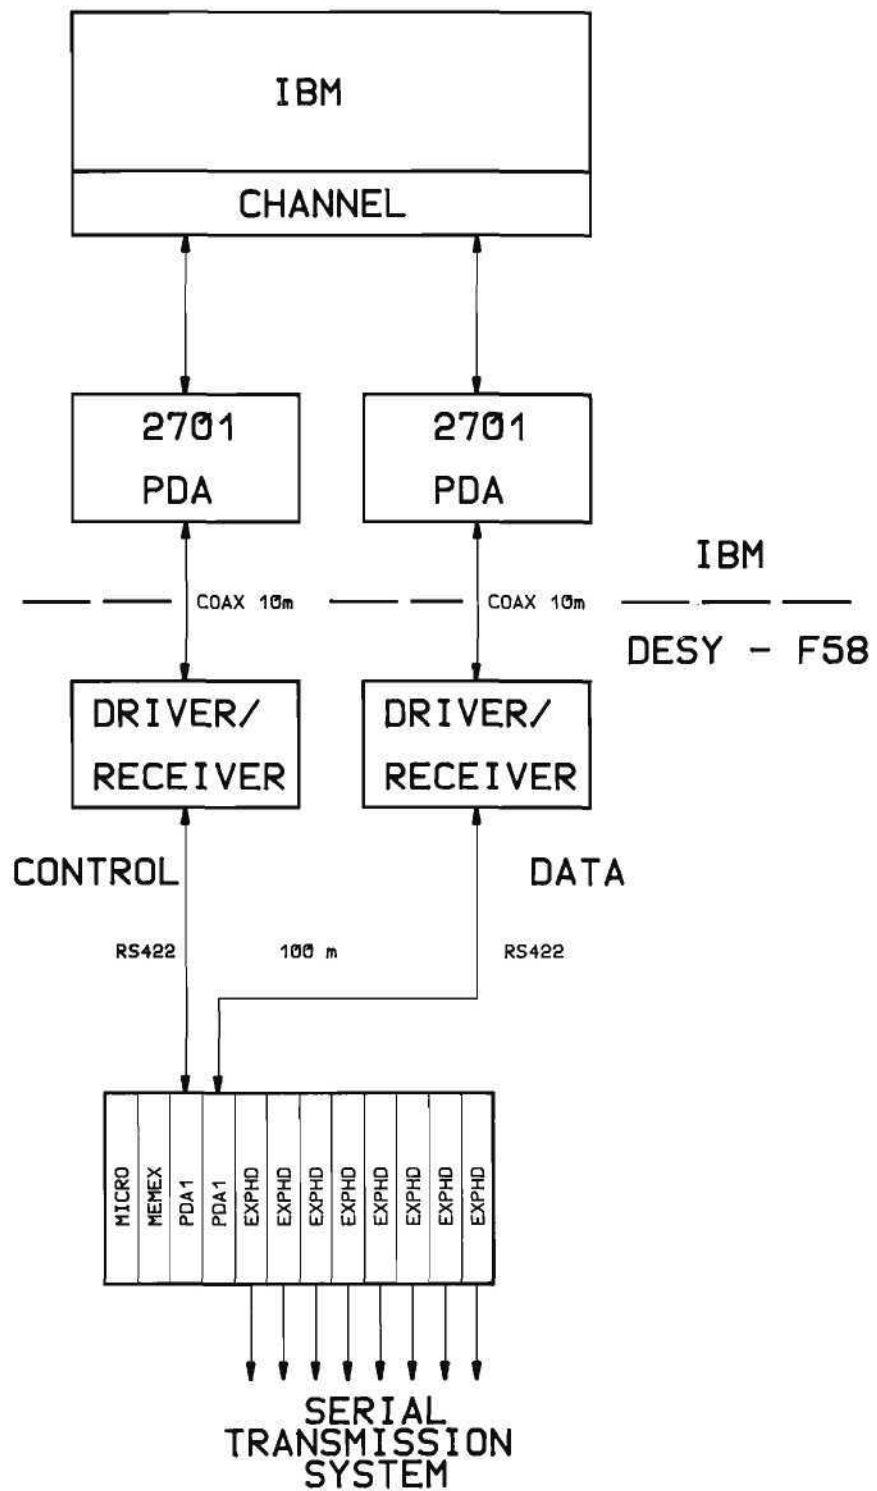 IBM
CHANNEL
2701 2701
PDA PDA
IBM
COAX 10m COAX 10m
DESY - F58
DRIVER/ DRIVER/
RECEIVER RECEIVER
CONTROL DATA
RS422 100 m RS422
MICRO
MEMEX
PDA1
PDA1
EXPHD
EXPHD
EXPHD
EXPHD
EXPHD
EXPHD
EXPHD
EXPHD
SERIAL
TRANSMISSION
SYSTEM